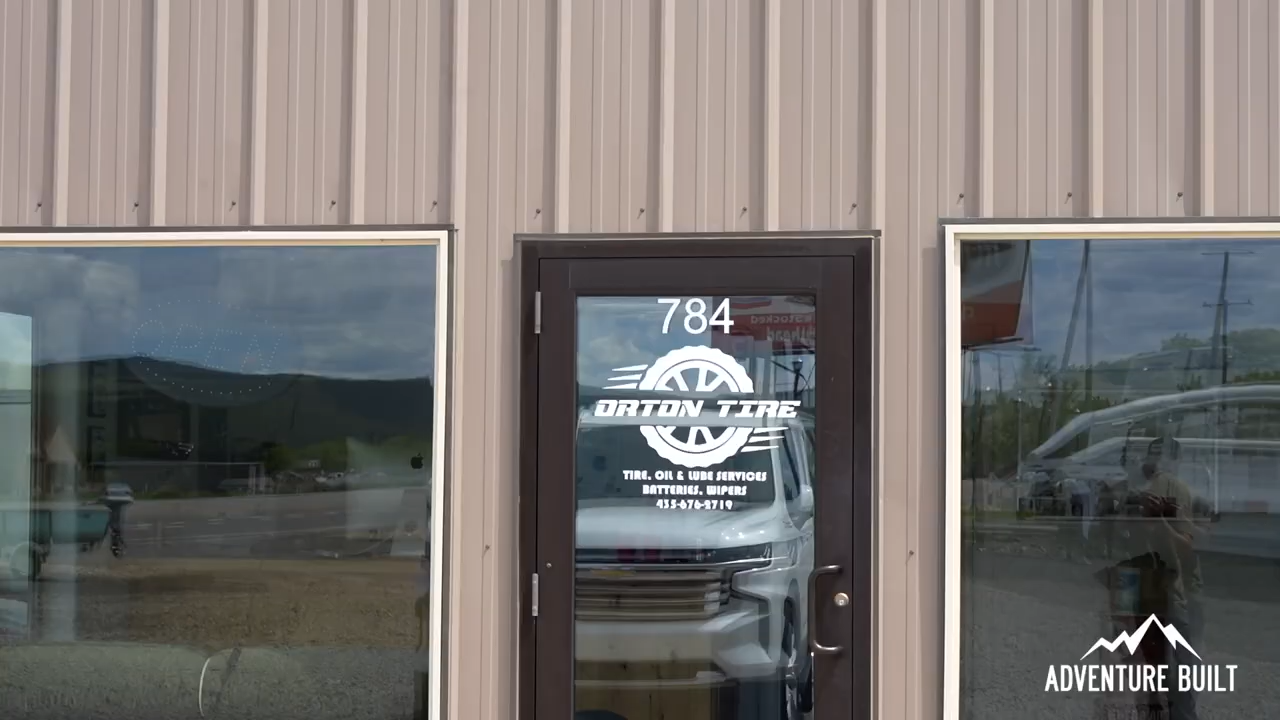 784
ORTON TIRE
TIRE, OIL & LUBE SERVICES
BATTERIES, WIPERS
435-676-2719
ADVENTURE BUILT